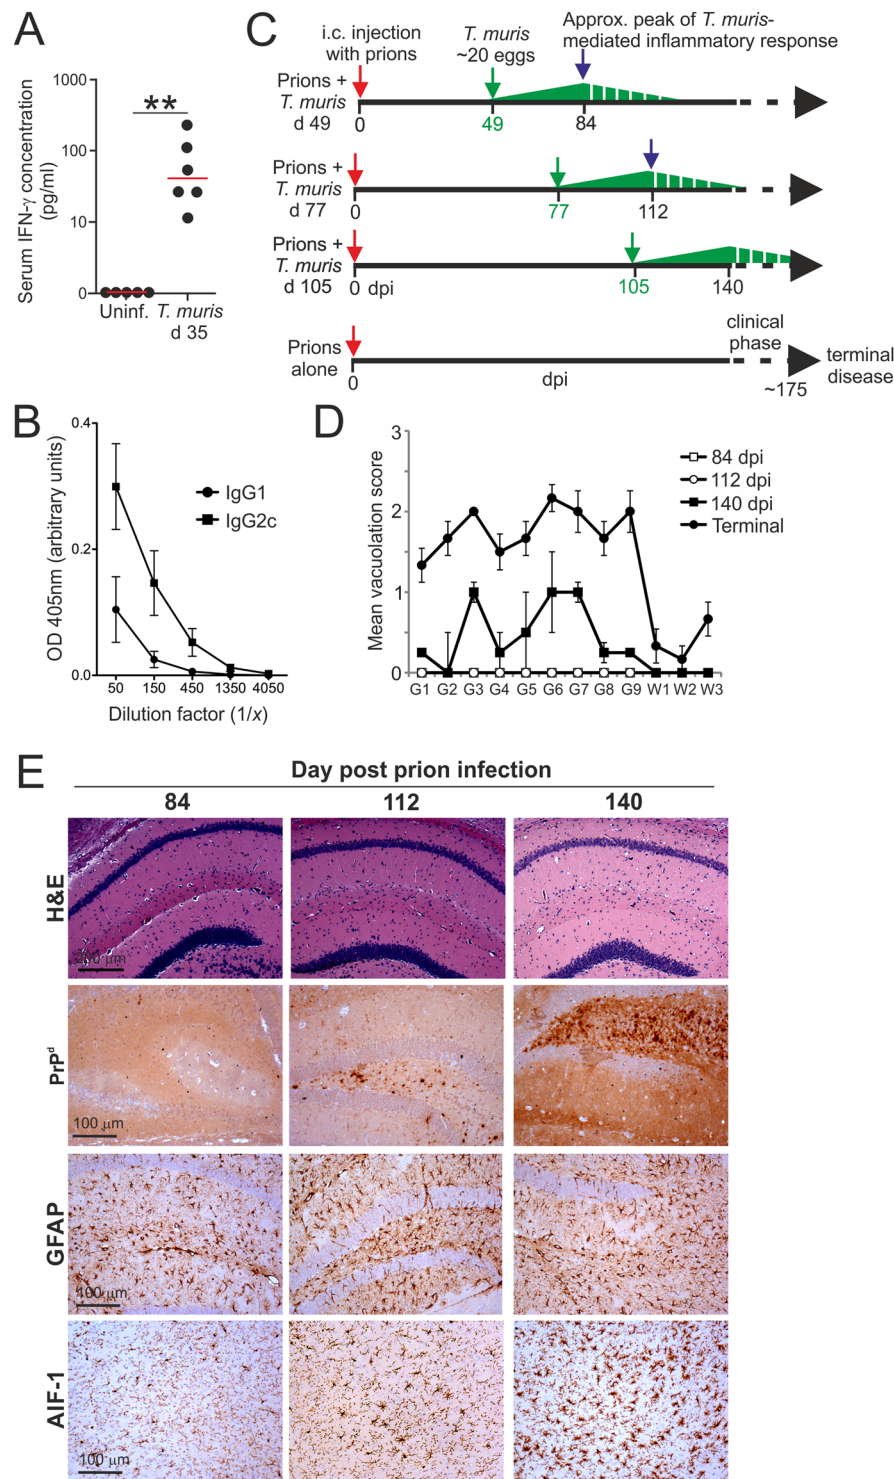 A
Serum IFN-γ concentration
(pg/ml)
1000
100
10
0
**
Uninf.
T. muris
d 35
C
i.c. injection
with prions
T. muris
~20 eggs
Approx. peak of T. muris-
mediated inflammatory response
Prions +
T. muris
d 49
0
49
84
Prions +
T. muris
d 77
0
77
112
Prions +
T. muris
d 105
0 dpi
105
140
Prions
alone
0
dpi
clinical
phase
~175
terminal
disease
B
OD 405nm (arbitrary units)
0.4
0.2
0.0
IgG1
IgG2c
50 150 450 1350 4050
Dilution factor (1/x)
D
Mean vacuolation score
3
2
1
0
84 dpi
112 dpi
140 dpi
Terminal
G1 G2 G3 G4 G5 G6 G7 G8 G9 W1 W2 W3
E
Day post prion infection
84 112 140
H&E
200 μm
PrPᵈ
100 μm
GFAP
100 μm
AIF-1
100 μm